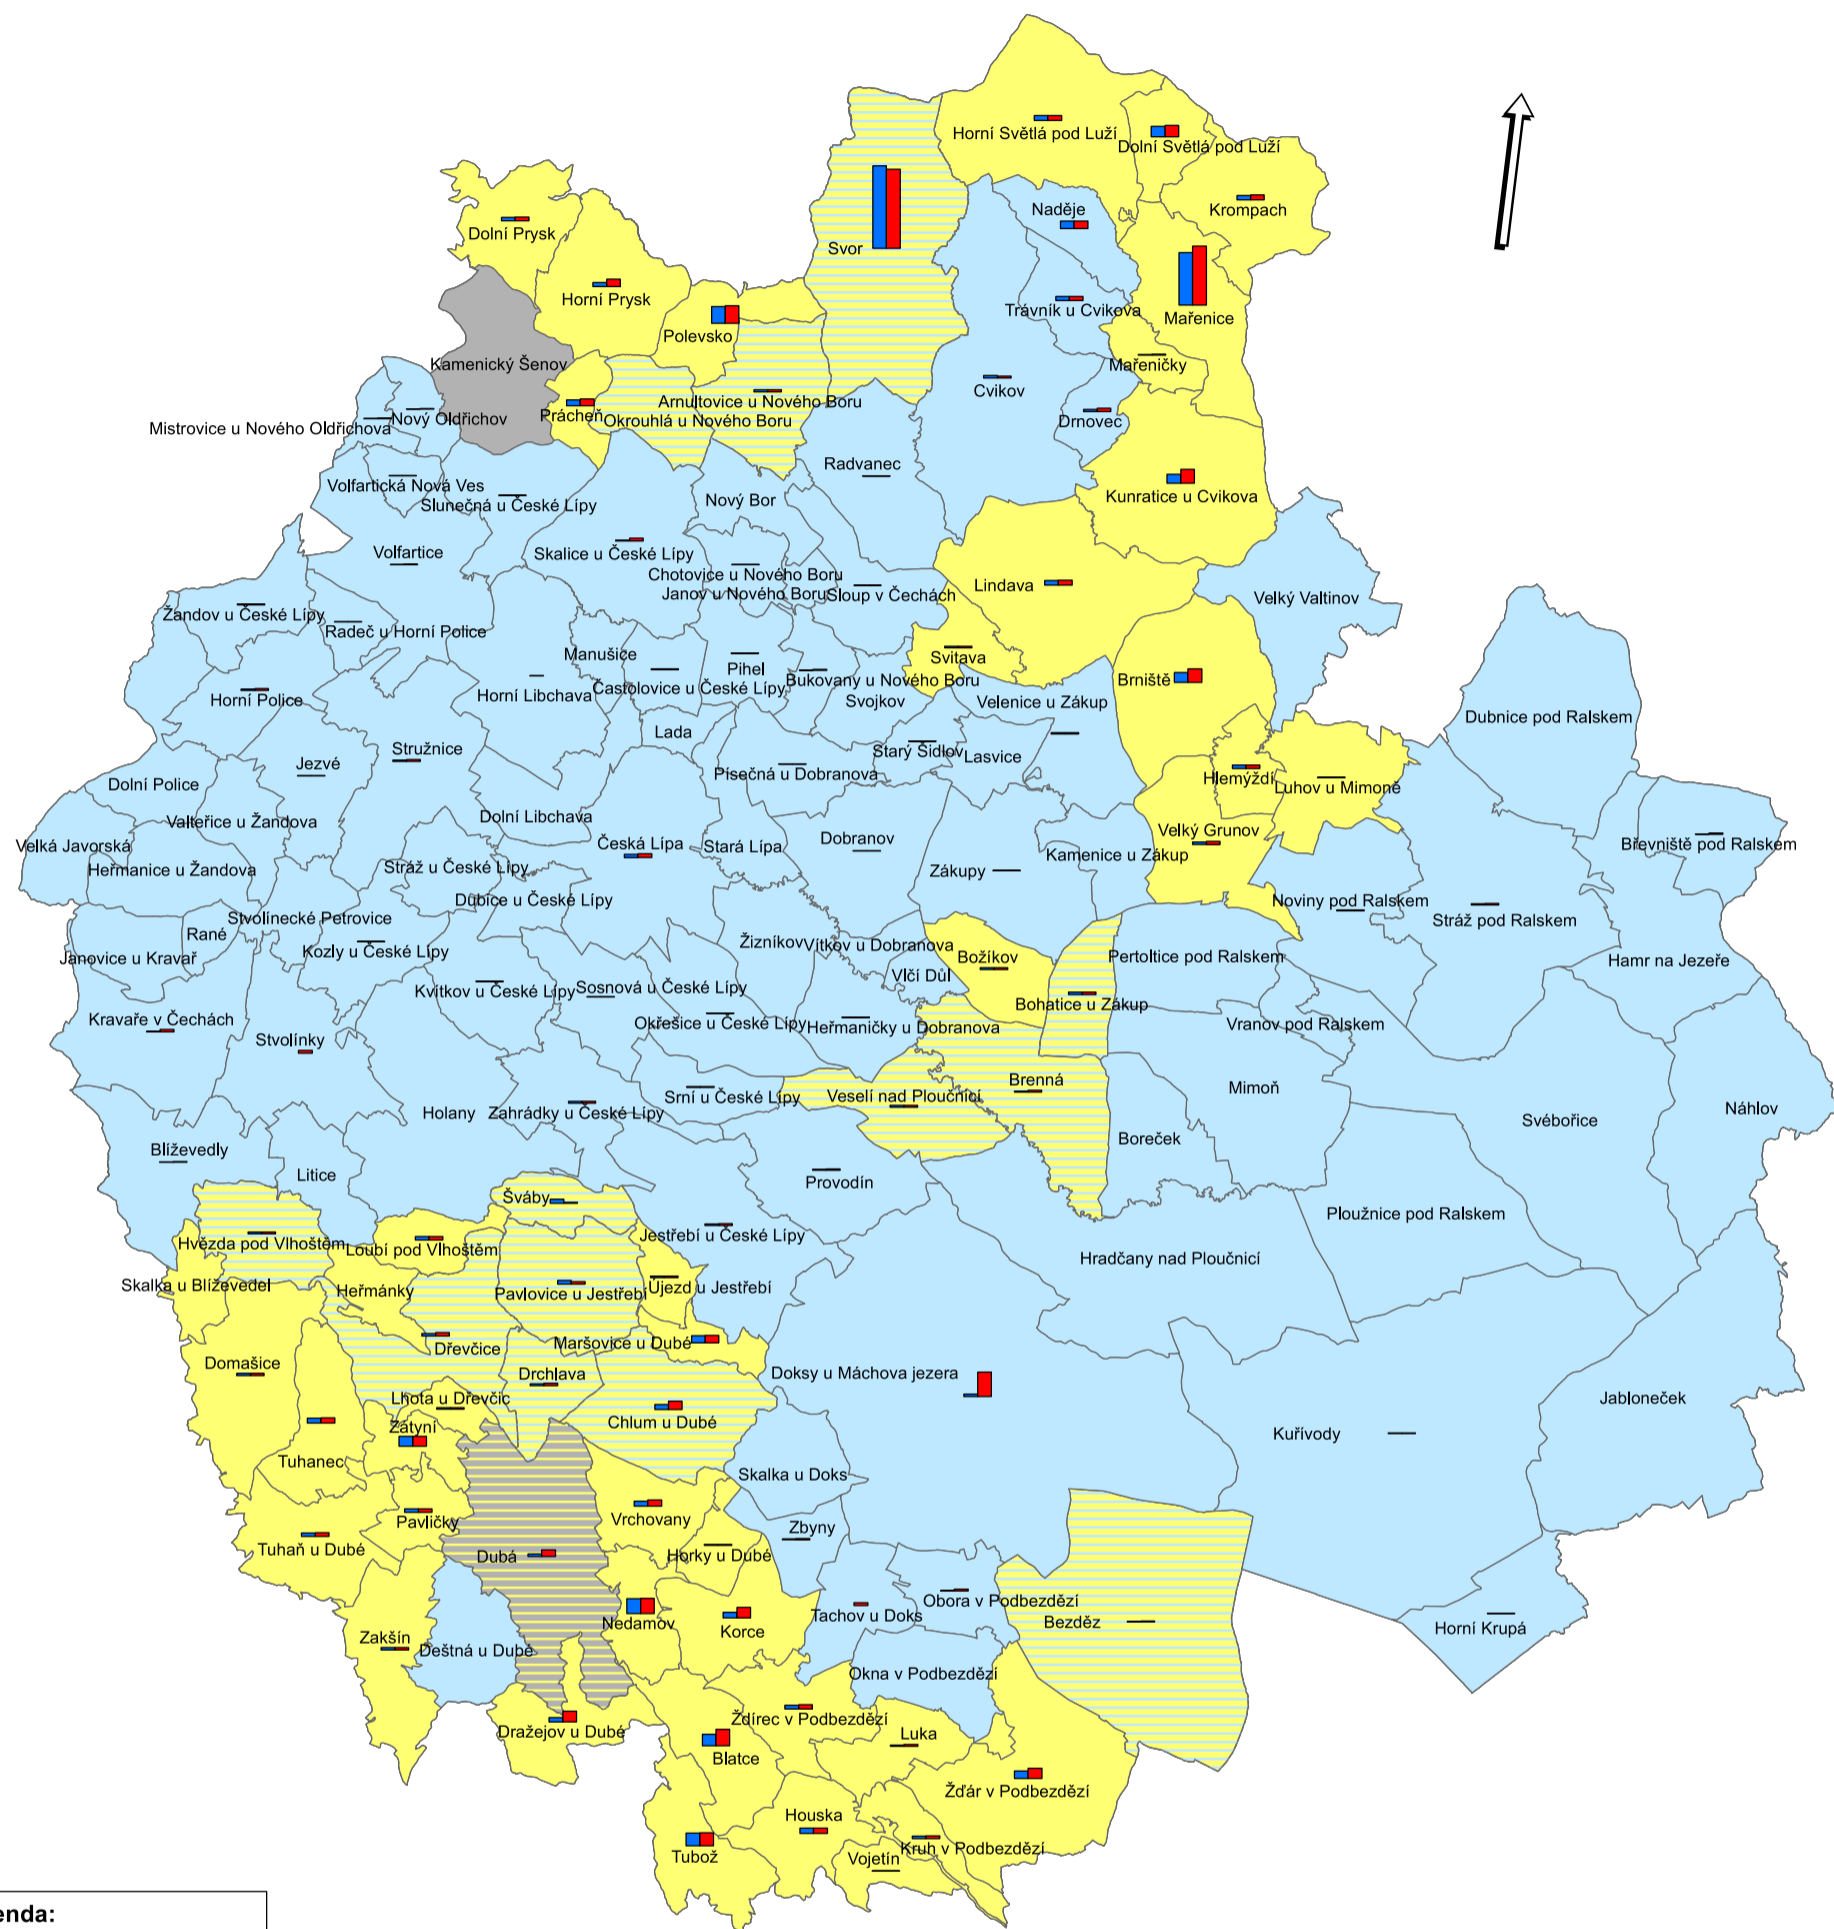 Horní Světlá pod Luží
Dolní Světlá pod Luží
Krompach
Naděje
Dolní Prysk
Svor
Horní Prysk
Trávník u Cvikova
Mařenice
Polevsko
Kamenický Šenov
Mařeničky
Cvikov
Arnultovice u Nového Boru
Prácheň
Okrouhlá u Nového Boru
Drnovec
Nový Oldřichov
Mistrovice u Nového Oldřichova
Radvanec
Volfartická Nová Ves
Slunečná u České Lípy
Nový Bor
Kunratice u Cvikova
Volfartice
Skalice u České Lípy
Chotovice u Nového Boru
Janov u Nového Boru
Sloup v Čechách
Lindava
Velký Valtinov
Žandov u České Lípy
Radeč u Horní Police
Manušice
Svitava
Pihel
Horní Police
Horní Libchava
Častolovice u České Lípy
Bukovany u Nového Boru
Brniště
Svojkov
Velenice u Zákup
Dubnice pod Ralskem
Lada
Stružnice
Starý Šidlov
Lasvice
Jezvé
Písečná u Dobranova
Hlemýždí
Luhov u Mimoně
Dolní Police
Valteřice u Žandova
Dolní Libchava
Velký Grunov
Velká Javorská
Česká Lípa
Stará Lípa
Dobranov
Břevniště pod Ralskem
Kamenice u Zákup
Heřmanice u Žandova
Stráž u České Lípy
Zákupy
Dubice u České Lípy
Noviny pod Ralskem
Stvolínecké Petrovice
Stráž pod Ralskem
Rané
Žizníkov
Vítkov u Dobranova
Kozly u České Lípy
Janovice u Kravař
Božíkov
Pertoltice pod Ralskem
Hamr na Jezeře
Vlčí Důl
Kvítkov u České Lípy
Sosnová u České Lípy
Bohatice u Zákup
Kravaře v Čechách
Okřešice u České Lípy
Heřmaničky u Dobranova
Vranov pod Ralskem
Stvolínky
Brenná
Mimoň
Srní u České Lípy
Veselí nad Ploučnicí
Náhlov
Holany
Zahrádky u České Lípy
Svébořice
Boreček
Blíževedly
Litice
Provodín
Šváby
Ploužnice pod Ralskem
Jestřebí u České Lípy
Hvězda pod Vlhoštěm
Loubí pod Vlhoštěm
Hradčany nad Ploučnicí
Skalka u Blíževedel
Heřmánky
Pavlovice u Jestřebí
Újezd u Jestřebí
Dřevčice
Maršovice u Dubé
Domašice
Drchlava
Doksy u Máchova jezera
Lhota u Dřevčic
Jabloneček
Zátyní
Chlum u Dubé
Kuřívody
Tuhanec
Skalka u Doks
Pavličky
Vrchovany
Zbyny
Tuhaň u Dubé
Dubá
Horky u Dubé
Obora v Podbezdězí
Tachov u Doks
Bezděz
Nedamov
Korce
Horní Krupá
Zakšín
Deštná u Dubé
Okna v Podbezdězí
Ždírec v Podbezdězí
Dražejov u Dubé
Luka
Blatce
Žďár v Podbezdězí
Houska
Kruh v Podbezdězí
Tubož
Vojetín
enda: